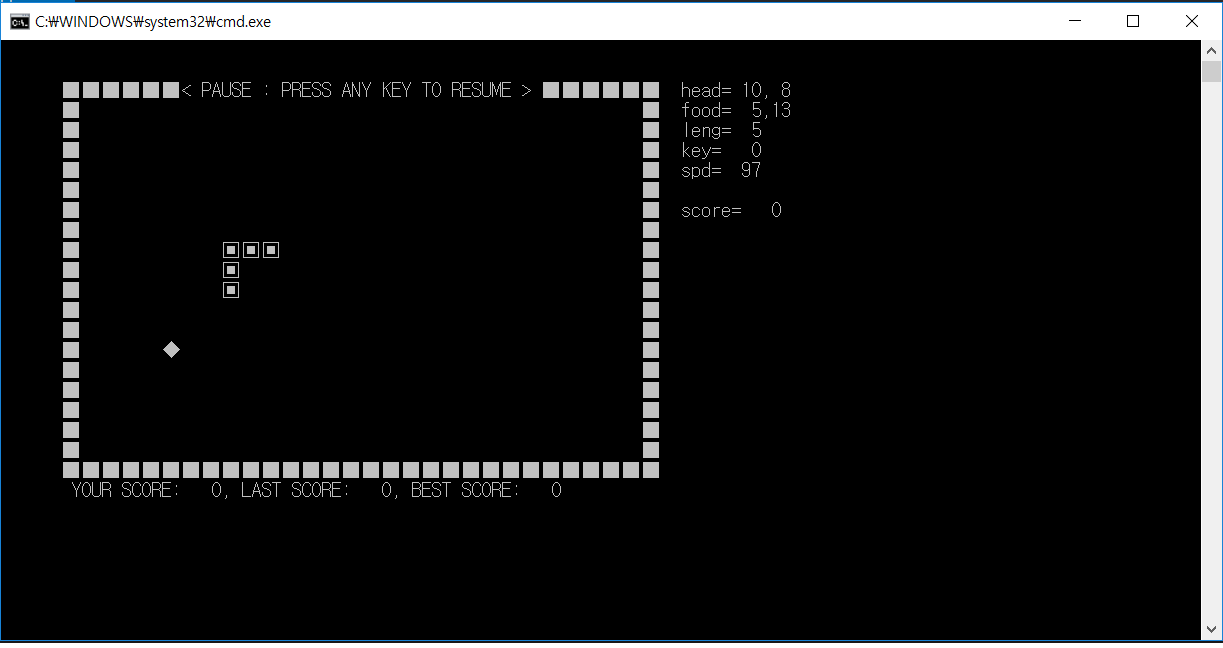 C:₩WINDOWS₩system32₩cmd.exe
< PAUSE : PRESS ANY KEY TO RESUME >
head= 10, 8
food=  5,13
leng=  5
key=   0
spd=  97
score=   0
YOUR SCORE:   0, LAST SCORE:   0, BEST SCORE:   0